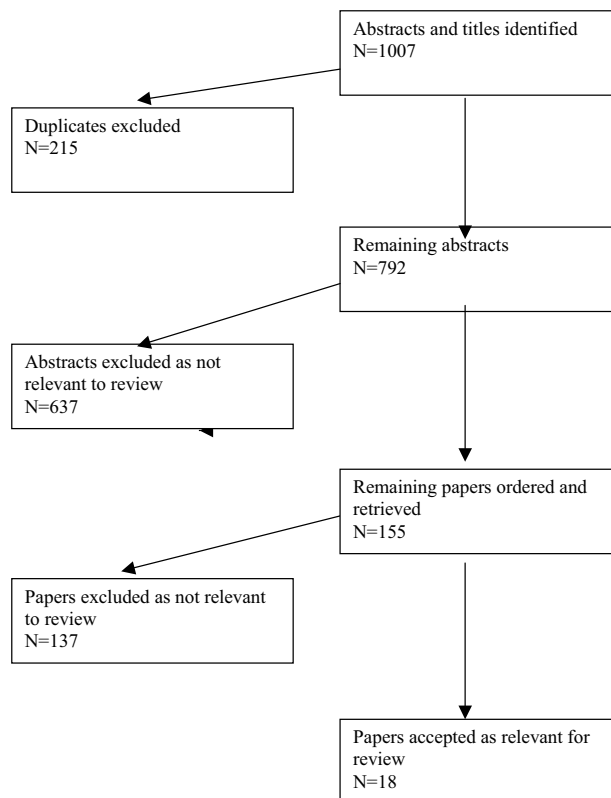 Abstracts and titles identified
N=1007
Duplicates excluded
N=215
Remaining abstracts
N=792
Abstracts excluded as not
relevant to review
N=637
Remaining papers ordered and
retrieved
N=155
Papers excluded as not relevant
to review
N=137
Papers accepted as relevant for
review
N=18